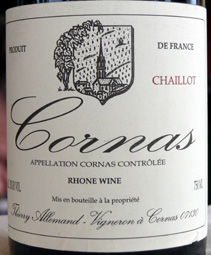 PRODUIT DE FRANCE
CHAILLOT
Cornas
APPELLATION CORNAS CONTRÔLÉE
RHONE WINE
Mis en bouteille à la propriété
Thierry Allemand - Vigneron à Cornas 07130